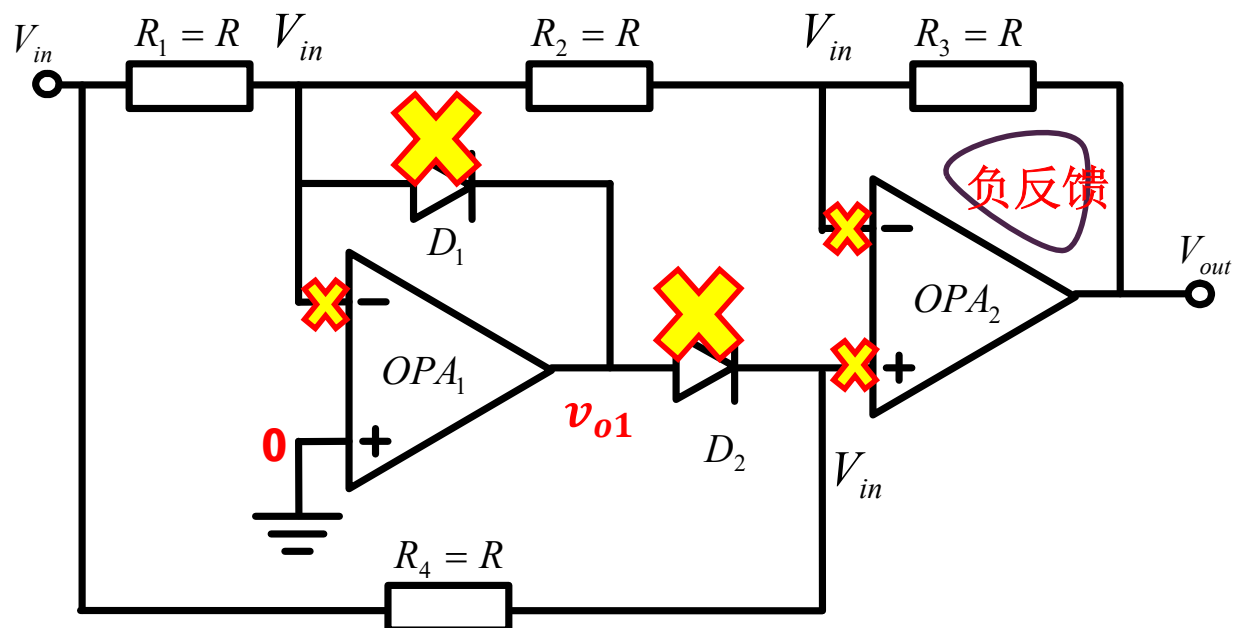 V_in
R_1 = R
V_in
R_2 = R
V_in
R_3 = R
负反馈
D_1
−
−
V_out
OPA_1
OPA_2
+
0
+
v_o1
D_2
V_in
R_4 = R